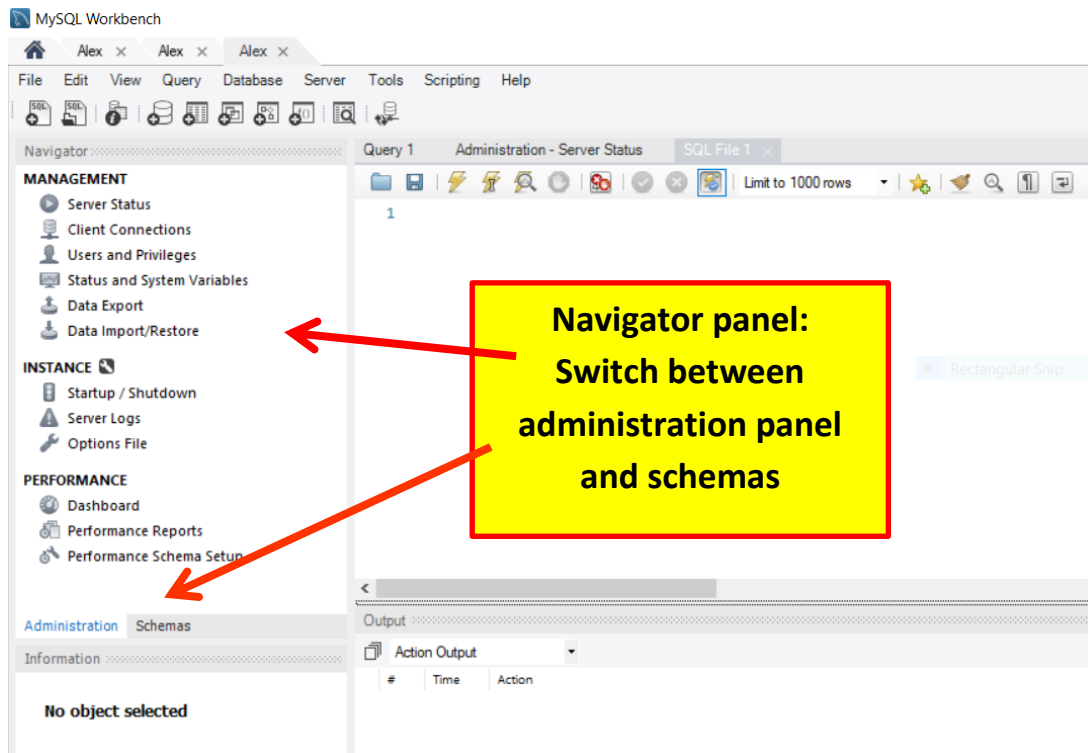 MySQL Workbench
Alex Alex Alex
File Edit View Query Database Server Tools Scripting Help
Navigator
MANAGEMENT
Server Status
Client Connections
Users and Privileges
Status and System Variables
Data Export
Data Import/Restore
INSTANCE
Startup / Shutdown
Server Logs
Options File
PERFORMANCE
Dashboard
Performance Reports
Performance Schema Setup
Administration Schemas
Information
No object selected
Query 1 Administration - Server Status SQL File 1
Limit to 1000 rows
1
Navigator panel:
Switch between
administration panel
and schemas
Rectangular Snip
Output
Action Output
# Time Action